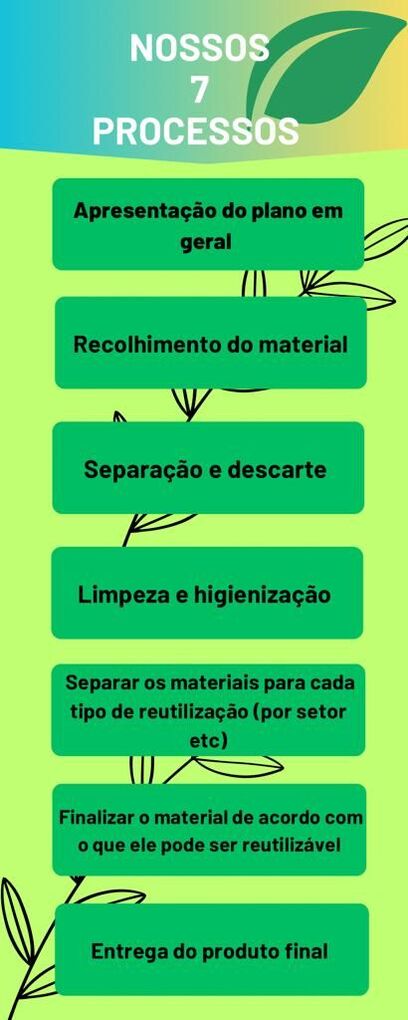 NOSSOS
7
PROCESSOS
Apresentação do plano em
geral
Recolhimento do material
Separação e descarte
Limpeza e higienização
Separar os materiais para cada
tipo de reutilização (por setor
etc)
Finalizar o material de acordo com
o que ele pode ser reutilizável
Entrega do produto final